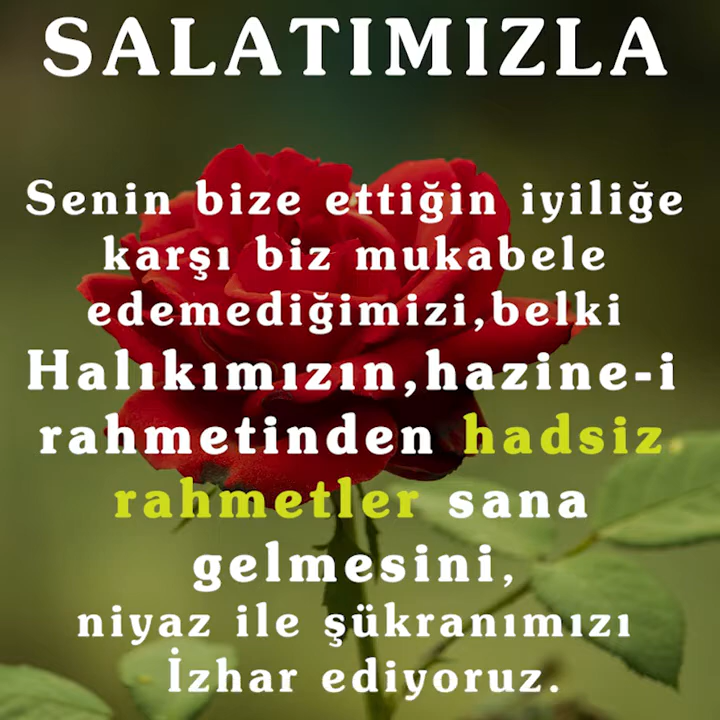 SALATIMIZLA
Senin bize ettiğin iyiliğe
karşı biz mukabele
edemediğimizi,belki
Halıkımızın,hazine-i
rahmetinden hadsiz
rahmetler sana
gelmesini,
niyaz ile şükranımızı
İzhar ediyoruz.